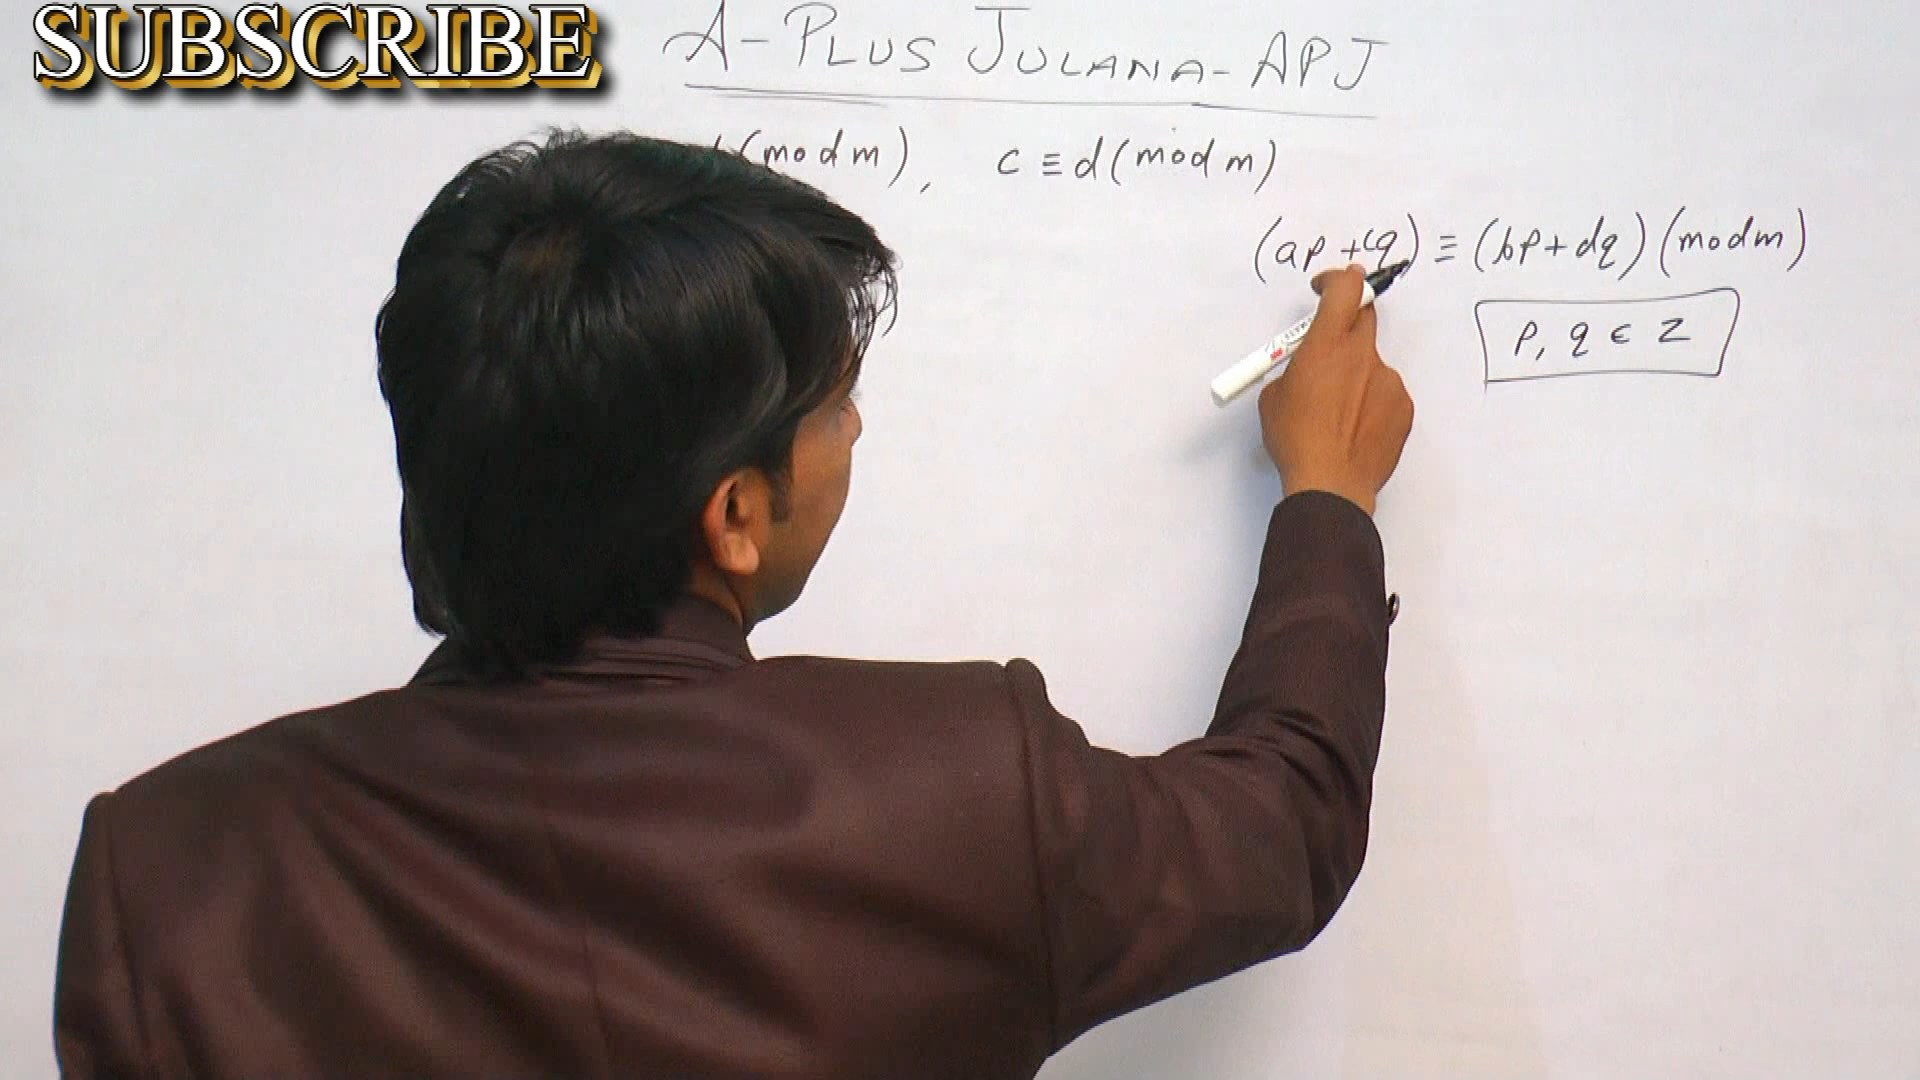 SUBSCRIBE
A-PLUS JULANA-APJ
(mod m), c ≡ d (mod m)
(ap + cq) ≡ (bp + dq) (mod m)
p, q ∈ Z